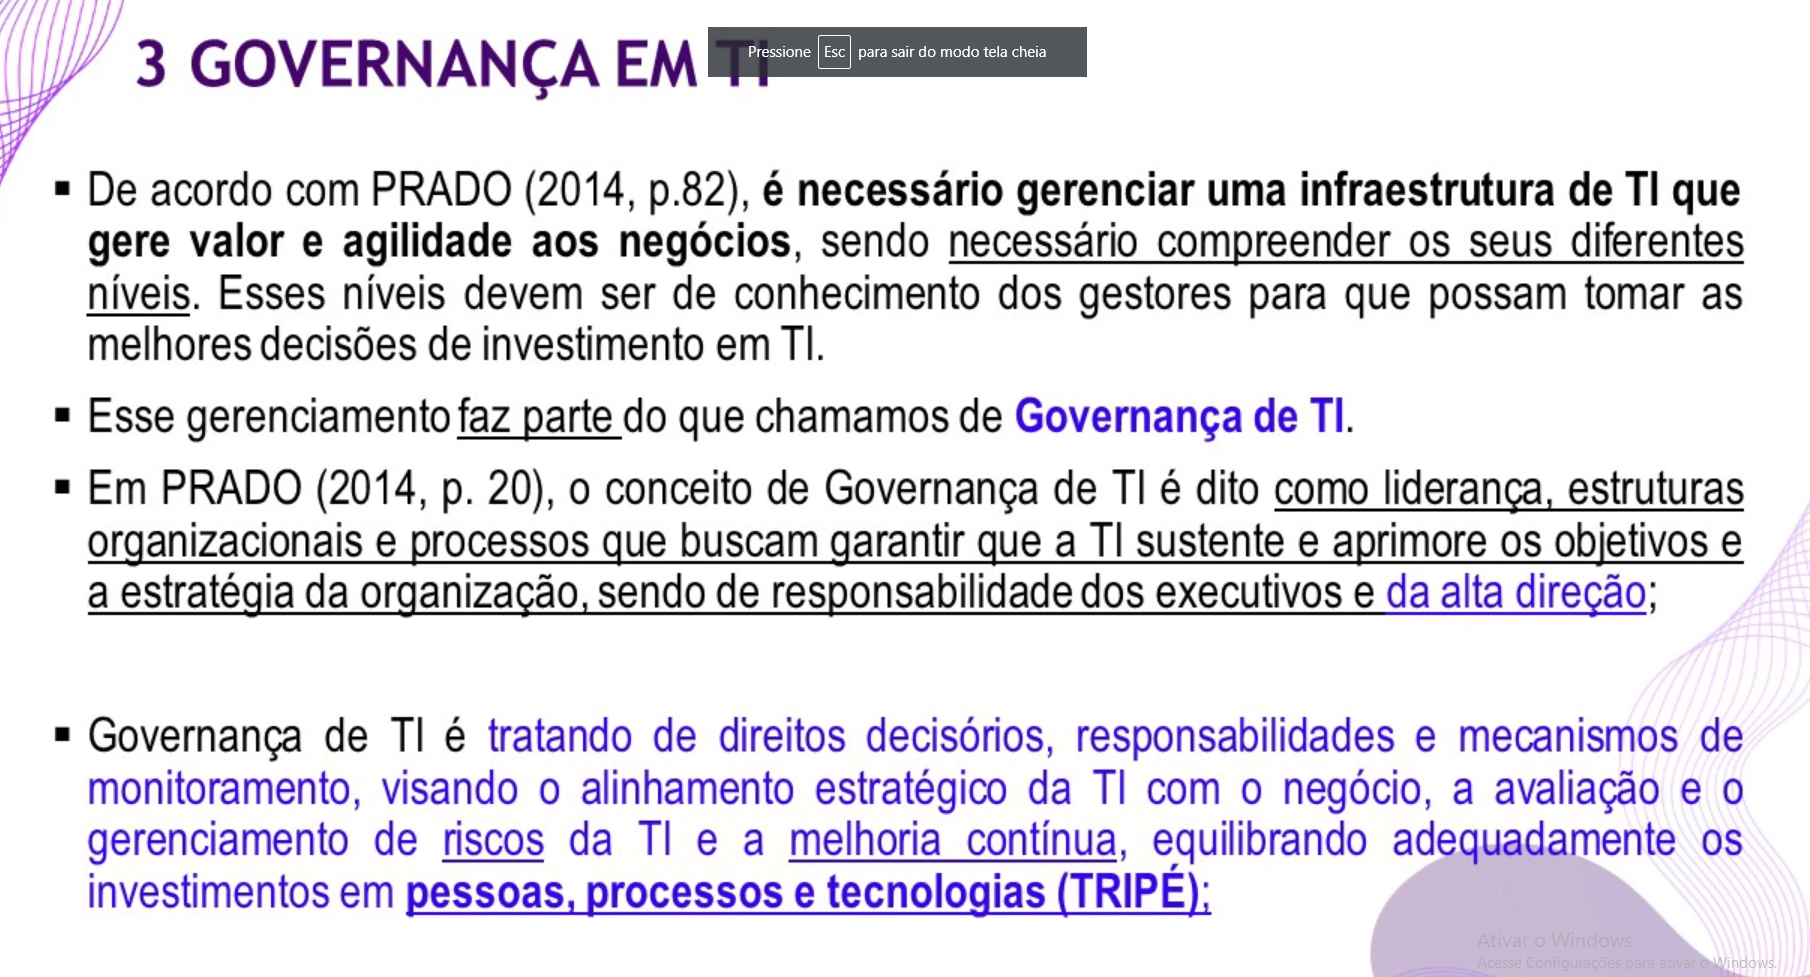 3 GOVERNANÇA EM TI
Pressione Esc para sair do modo tela cheia
▪ De acordo com PRADO (2014, p.82), é necessário gerenciar uma infraestrutura de TI que
gere valor e agilidade aos negócios, sendo necessário compreender os seus diferentes
níveis. Esses níveis devem ser de conhecimento dos gestores para que possam tomar as
melhores decisões de investimento em TI.
▪ Esse gerenciamento faz parte do que chamamos de Governança de TI.
▪ Em PRADO (2014, p. 20), o conceito de Governança de TI é dito como liderança, estruturas
organizacionais e processos que buscam garantir que a TI sustente e aprimore os objetivos e
a estratégia da organização, sendo de responsabilidade dos executivos e da alta direção;
▪ Governança de TI é tratando de direitos decisórios, responsabilidades e mecanismos de
monitoramento, visando o alinhamento estratégico da TI com o negócio, a avaliação e o
gerenciamento de riscos da TI e a melhoria contínua, equilibrando adequadamente os
investimentos em pessoas, processos e tecnologias (TRIPÉ);
Ativar o Windows
Acesse Configurações para ativar o Windows.